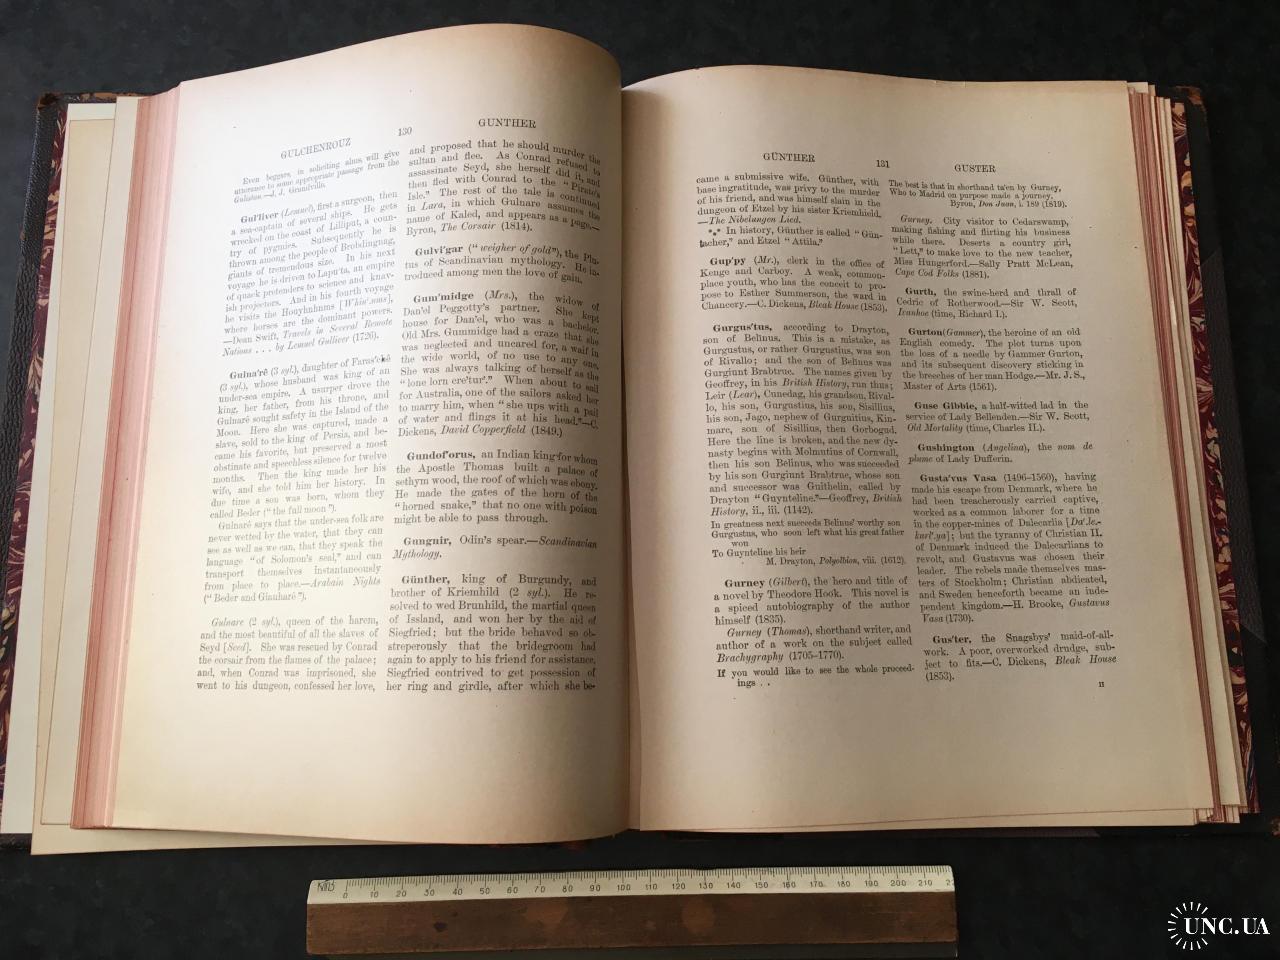 GULCHENROUZ
130
GUNTHER
Even beggars, in soliciting alms, will give
utterance to some appropriate passage from the
Gulistan.—J. J. Grandville.
Gul'liver (Lemuel), first a surgeon, then
a sea-captain of several ships. He gets
wrecked on the coast of Lilliput, a coun-
try of pygmies. Subsequently he is
thrown among the people of Brobdingnag,
giants of tremendous size. In his next
voyage he is driven to Lapu'ta, an empire
of quack pretenders to science and knav-
ish projectors. And in his fourth voyage
he visits the Houyhnhnms [Whin'.nms],
where horses are the dominant powers.
—Dean Swift, Travels in Several Remote
Nations . . . by Lemuel Gulliver (1726).
Gulna'rê (3 syl.), daughter of Faras'chê
(3 syl.), whose husband was king of an
under-sea empire. A usurper drove the
king, her father, from his throne, and
Gulnarê sought safety in the Island of the
Moon. Here she was captured, made a
slave, sold to the king of Persia, and be-
came his favorite, but preserved a most
obstinate and speechless silence for twelve
months. Then the king made her his
wife, and she told him her history. In
due time a son was born, whom they
called Beder (“the full moon”).
Gulnarê says that the under-sea folk are
never wetted by the water, that they can
see as well as we can, that they speak the
language “of Solomon's seal,” and can
transport themselves instantaneously
from place to place.—Arabian Nights
(“Beder and Giauharê”).
Gulnare (2 syl.), queen of the harem,
and the most beautiful of all the slaves of
Seyd [Seed]. She was rescued by Conrad
the corsair from the flames of the palace;
and, when Conrad was imprisoned, she
went to his dungeon, confessed her love,
and proposed that he should murder the
sultan and flee. As Conrad refused to
assassinate Seyd, she herself did it, and
then fled with Conrad to the “Pirate's
Isle.” The rest of the tale is continued
in Lara, in which Gulnare assumes the
name of Kaled, and appears as a page.—
Byron, The Corsair (1814).
Gulvi'gar (“weigher of gold”), the Plu-
tus of Scandinavian mythology. He in-
troduced among men the love of gain.
Gum'midge (Mrs.), the widow of
Dan'el Peggotty's partner. She kept
house for Dan'el, who was a bachelor.
Old Mrs. Gummidge had a craze that she
was neglected and uncared for, a waif in
the wide world, of no use to any one.
She was always talking of herself as the
“lone lorn cre'tur'.” When about to sail
for Australia, one of the sailors asked her
to marry him, when “she ups with a pail
of water and flings it at his head.”—C.
Dickens, David Copperfield (1849.)
Gundof'orus, an Indian king for whom
the Apostle Thomas built a palace of
sethym wood, the roof of which was ebony.
He made the gates of the horn of the
“horned snake,” that no one with poison
might be able to pass through.
Gungnir, Odin's spear.—Scandinavian
Mythology.
Günther, king of Burgundy, and
brother of Kriemhild (2 syl.). He re-
solved to wed Brunhild, the martial queen
of Issland, and won her by the aid of
Siegfried; but the bride behaved so ob-
streperously that the bridegroom had
again to apply to his friend for assistance.
Siegfried contrived to get possession of
her ring and girdle, after which she be-
GÜNTHER
131
GUSTER
came a submissive wife. Günther, with
base ingratitude, was privy to the murder
of his friend, and was himself slain in the
dungeon of Etzel by his sister Kriemhild.
—The Nibelungen Lied.
*** In history, Günther is called “Gün-
tacher,” and Etzel “Attila.”
Gup'py (Mr.), clerk in the office of
Kenge and Carboy. A weak, common-
place youth, who has the conceit to pro-
pose to Esther Summerson, the ward in
Chancery.—C. Dickens, Bleak House (1853).
Gurgus'tus, according to Drayton,
son of Belinus. This is a mistake, as
Gurgustus, or rather Gurgustius, was son
of Rivallo; and the son of Belinus was
Gurgiunt Brabtruc. The names given by
Geoffrey, in his British History, run thus;
Leir (Lear), Cunedag, his grandson, Rival-
lo, his son, Gurgustius, his son, Sisillius,
his son, Jago, nephew of Gurgnitius, Kin-
marc, son of Sisillius, then Gorbogud.
Here the line is broken, and the new dy-
nasty begins with Molmutius of Cornwall,
then his son Belinus, who was succeeded
by his son Gurgiunt Brabtruc, whose son
and successor was Guithelin, called by
Drayton “Guynteline.”—Geoffrey, British
History, ii., iii. (1142).
In greatness next succeeds Belinus' worthy son
Gurgustus, who soon left what his great father
won
To Guynteline his heir
M. Drayton, Polyolbion, viii. (1612).
Gurney (Gilbert), the hero and title of
a novel by Theodore Hook. This novel is
a spiced autobiography of the author
himself (1835).
Gurney (Thomas), shorthand writer, and
author of a work on the subject called
Brachygraphy (1705-1770).
If you would like to see the whole proceed-
ings . .
The best is that in shorthand ta'en by Gurney,
Who to Madrid on purpose made a journey,
Byron, Don Juan, i. 189 (1819).
Gurney. City visitor to Cedarswamp,
making fishing and flirting his business
while there. Deserts a country girl,
“Lett,” to make love to the new teacher,
Miss Hungerford.—Sally Pratt McLean,
Cape Cod Folks (1881).
Gurth, the swine-herd and thrall of
Cedric of Rotherwood.—Sir W. Scott,
Ivanhoe (time, Richard I.).
Gurton(Gammer), the heroine of an old
English comedy. The plot turns upon
the loss of a needle by Gammer Gurton,
and its subsequent discovery sticking in
the breeches of her man Hodge.—Mr. J. S.,
Master of Arts (1561).
Guse Gibbie, a half-witted lad in the
service of Lady Bellenden.—Sir W. Scott,
Old Mortality (time, Charles II.).
Gushington (Angelina), the nom de
plume of Lady Dufferin.
Gusta'vus Vasa (1496-1560), having
made his escape from Denmark, where he
had been treacherously carried captive,
worked as a common laborer for a time
in the copper-mines of Dalecarlia [Da'.le-
karl'.ya]; but the tyranny of Christian II.
of Denmark induced the Dalecarlians to
revolt, and Gustavus was chosen their
leader. The rebels made themselves mas-
ters of Stockholm; Christian abdicated,
and Sweden henceforth became an inde-
pendent kingdom.—H. Brooke, Gustavus
Vasa (1730).
Gus'ter, the Snagsbys' maid-of-all-
work. A poor, overworked drudge, sub-
ject to fits.—C. Dickens, Bleak House
(1853).
II
0 10 20 30 40 50 60 70 80 90 100 110 120 130 140 150 160 170 180 190 200 210
UNC.UA